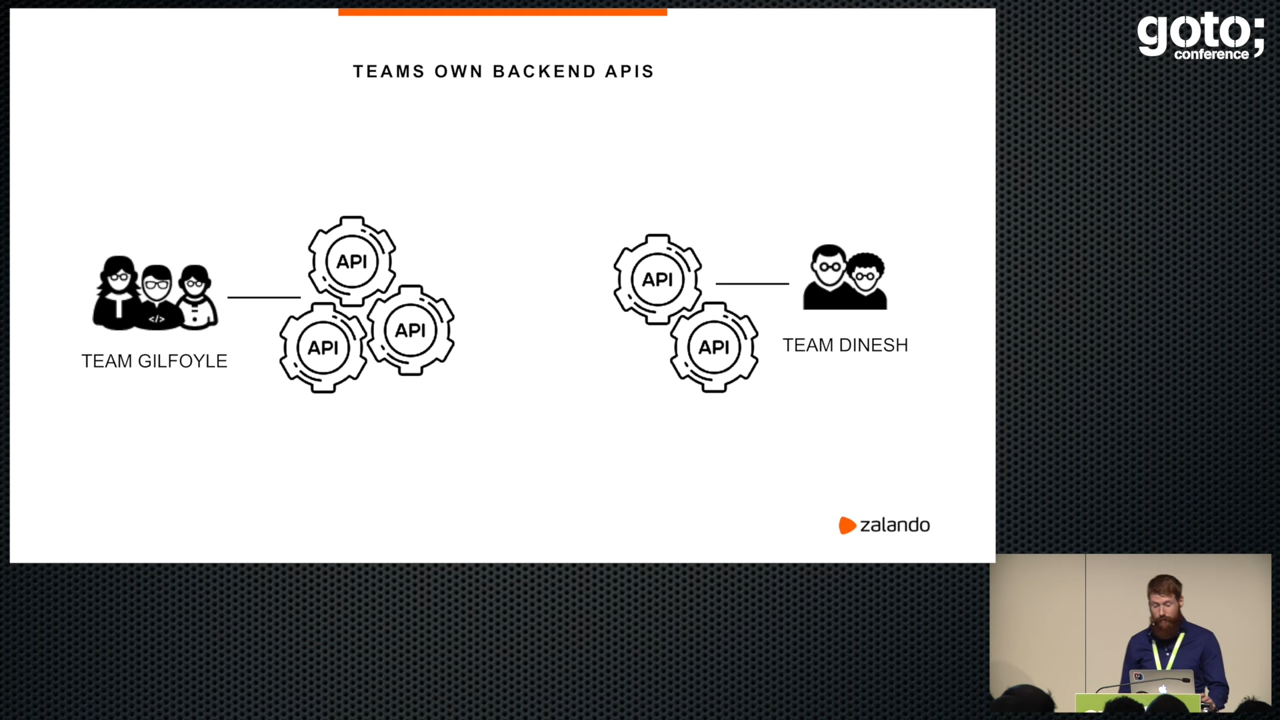 goto;
conference
TEAMS OWN BACKEND APIS
API
API
API
</>
TEAM GILFOYLE
API
API
TEAM DINESH
zalando